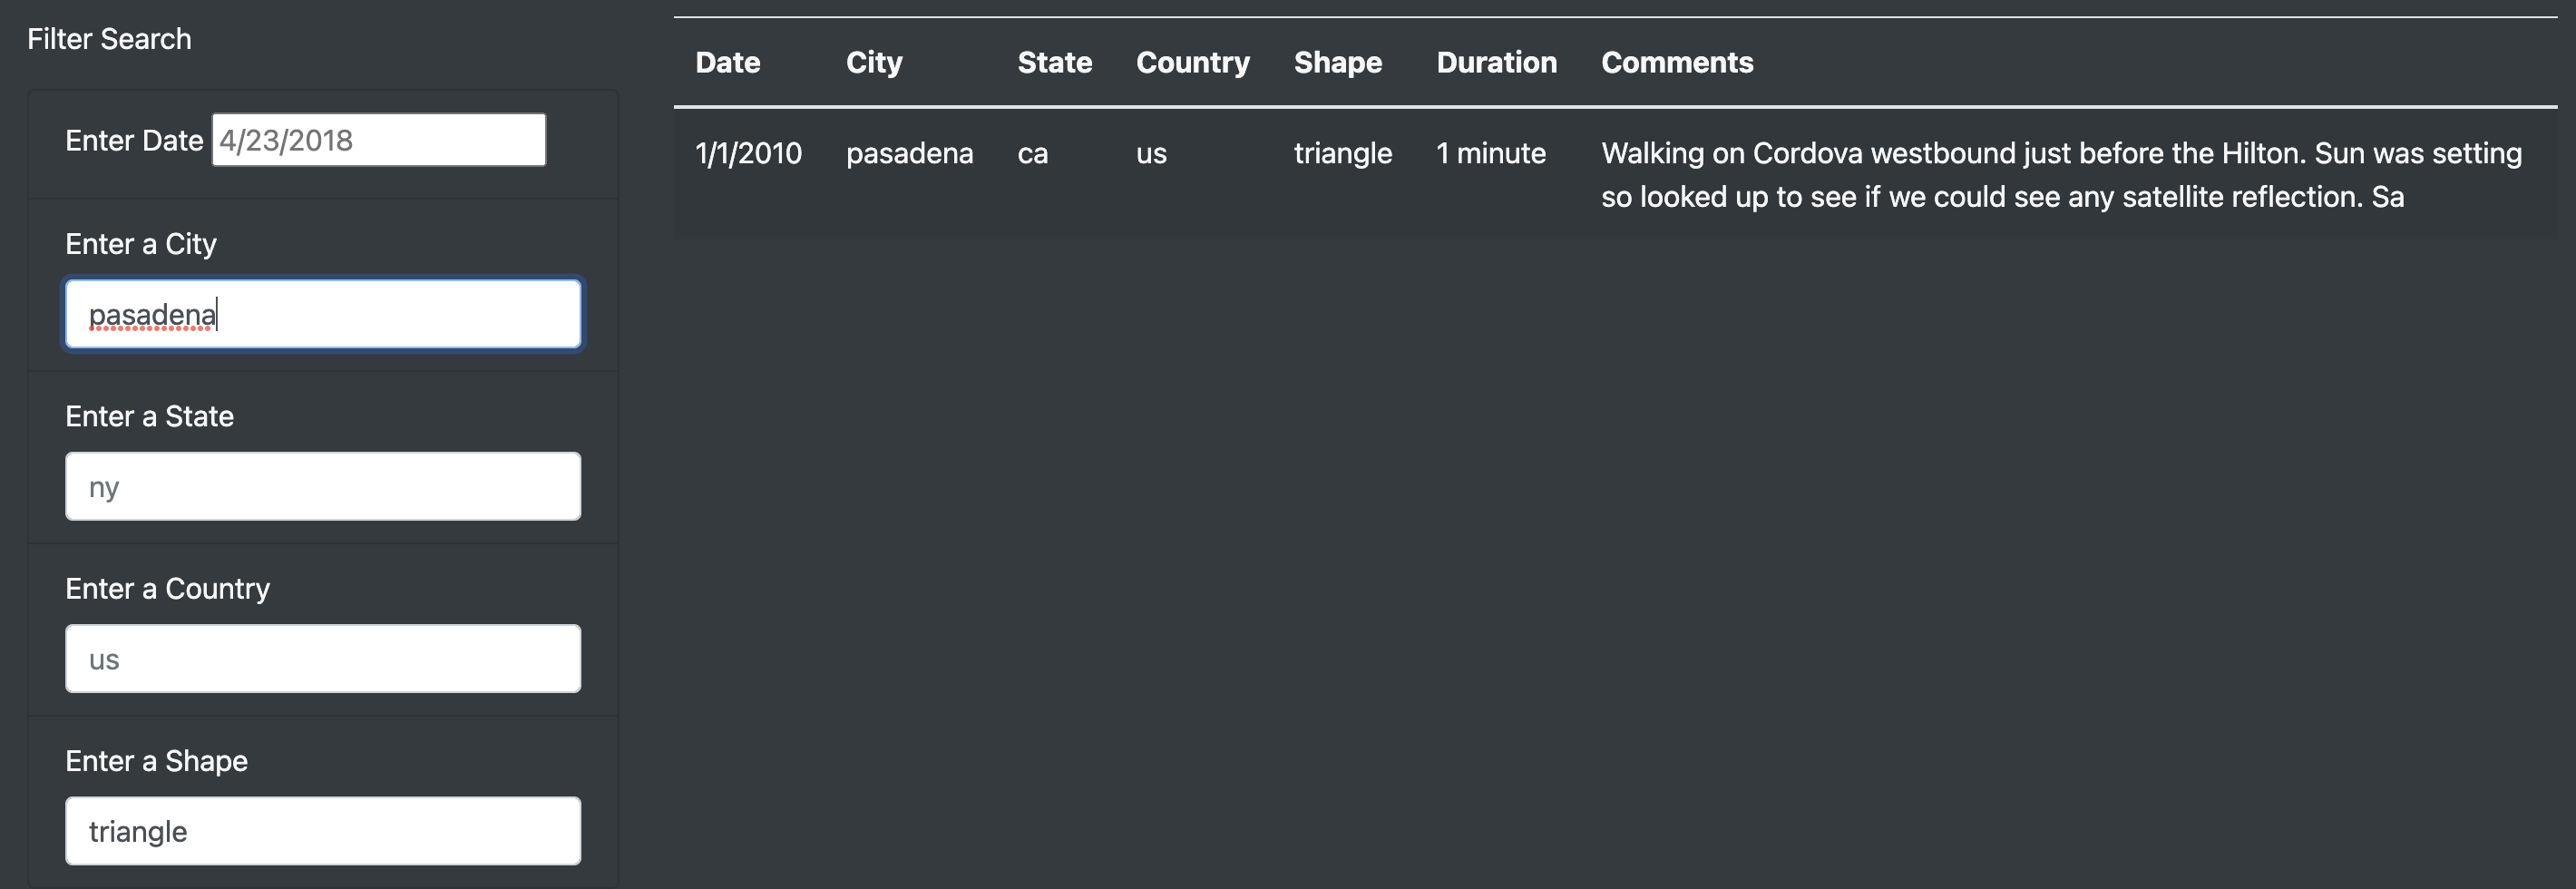 Filter Search
Enter Date 4/23/2018
Enter a City
pasadena
Enter a State
ny
Enter a Country
us
Enter a Shape
triangle
Date City State Country Shape Duration Comments
1/1/2010 pasadena ca us triangle 1 minute Walking on Cordova westbound just before the Hilton. Sun was setting
so looked up to see if we could see any satellite reflection. Sa